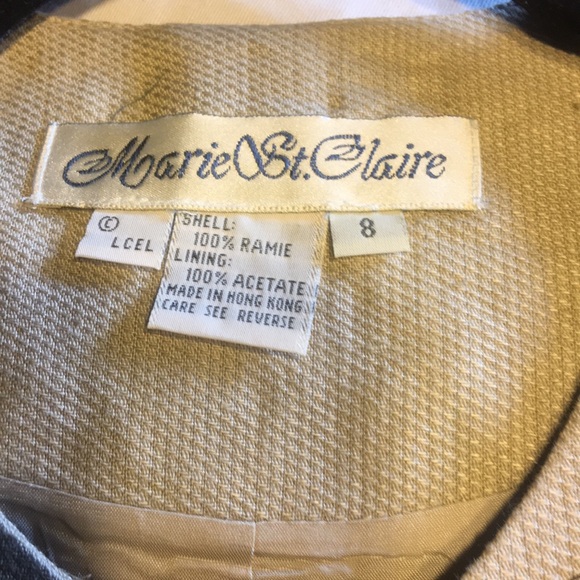 Marie St. Claire
©
LCEL
SHELL:
100% RAMIE
LINING:
100% ACETATE
MADE IN HONG KONG
CARE SEE REVERSE
8